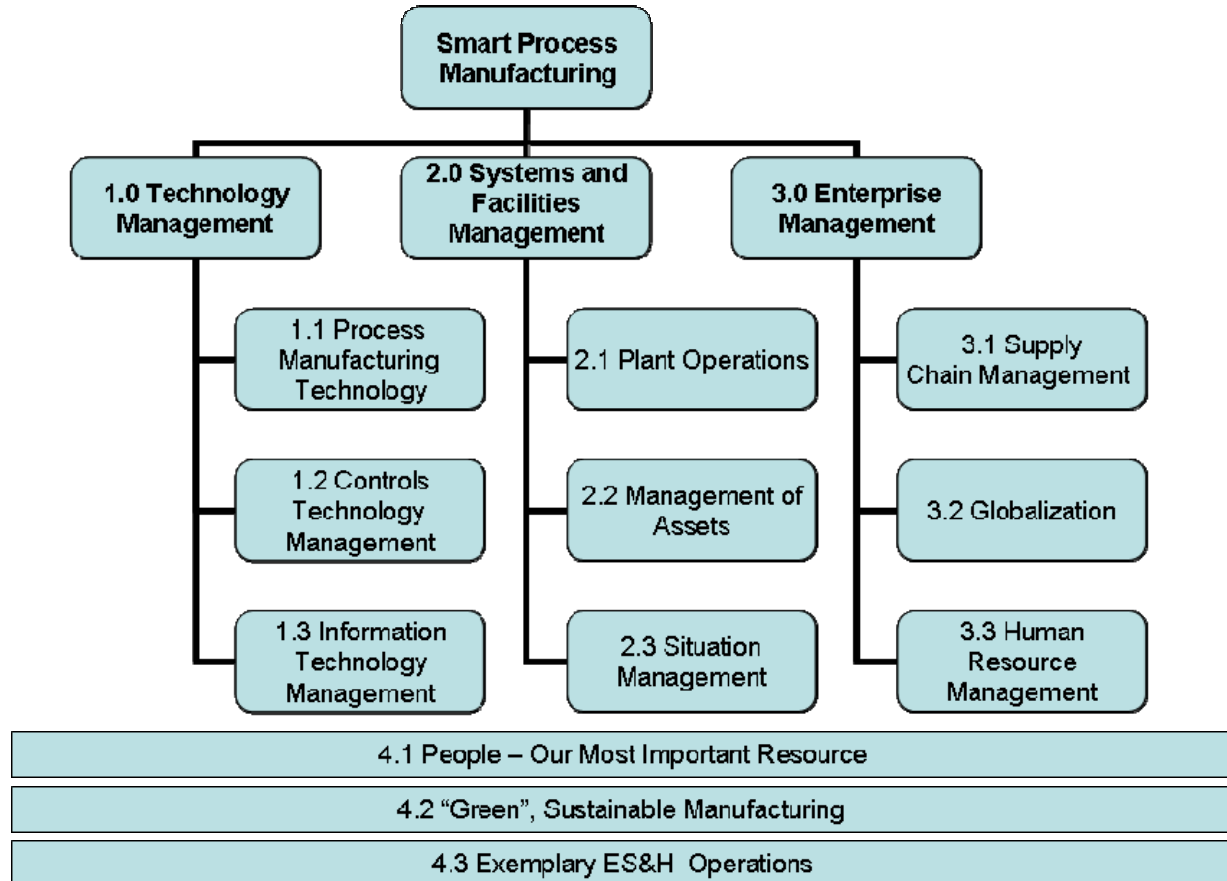 Smart Process
Manufacturing
1.0 Technology
Management
2.0 Systems and
Facilities
Management
3.0 Enterprise
Management
1.1 Process
Manufacturing
Technology
2.1 Plant Operations
3.1 Supply
Chain Management
1.2 Controls
Technology
Management
2.2 Management of
Assets
3.2 Globalization
1.3 Information
Technology
Management
2.3 Situation
Management
3.3 Human
Resource
Management
4.1 People – Our Most Important Resource
4.2 “Green”, Sustainable Manufacturing
4.3 Exemplary ES&H Operations